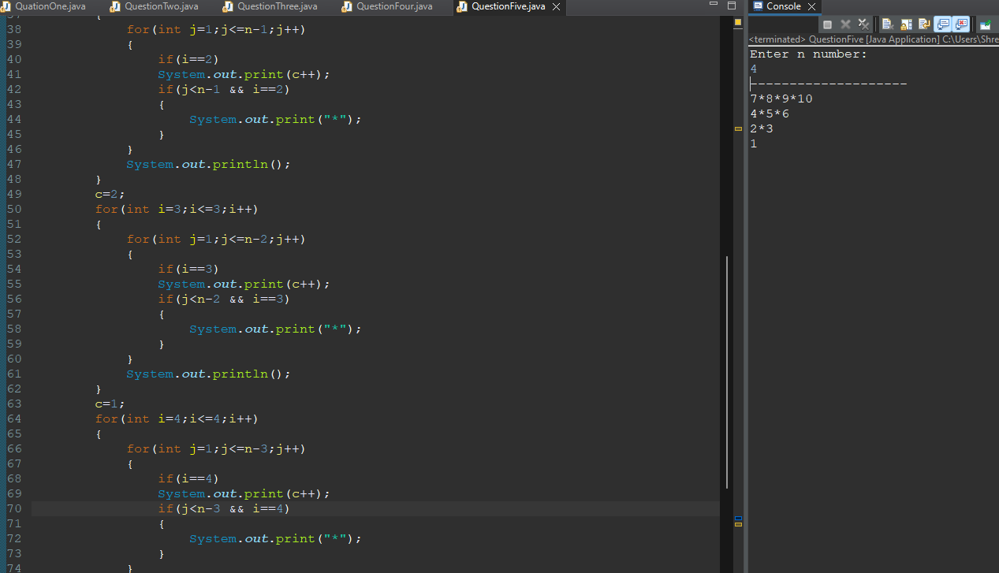 QuationOne.java QuestionTwo.java QuestionThree.java QuestionFour.java QuestionFive.java
38 for(int j=1;j<=n-1;j++)
39 {
40 if(i==2)
41 System.out.print(c++);
42 if(j<n-1 && i==2)
43 {
44 System.out.print("*");
45 }
46 }
47 System.out.println();
48 }
49 c=2;
50 for(int i=3;i<=3;i++)
51 {
52 for(int j=1;j<=n-2;j++)
53 {
54 if(i==3)
55 System.out.print(c++);
56 if(j<n-2 && i==3)
57 {
58 System.out.print("*");
59 }
60 }
61 System.out.println();
62 }
63 c=1;
64 for(int i=4;i<=4;i++)
65 {
66 for(int j=1;j<=n-3;j++)
67 {
68 if(i==4)
69 System.out.print(c++);
70 if(j<n-3 && i==4)
71 {
72 System.out.print("*");
73 }
74 }
Console
<terminated> QuestionFive [Java Application] C:\Users\Shre
Enter n number:
4
--------------------
7*8*9*10
4*5*6
2*3
1